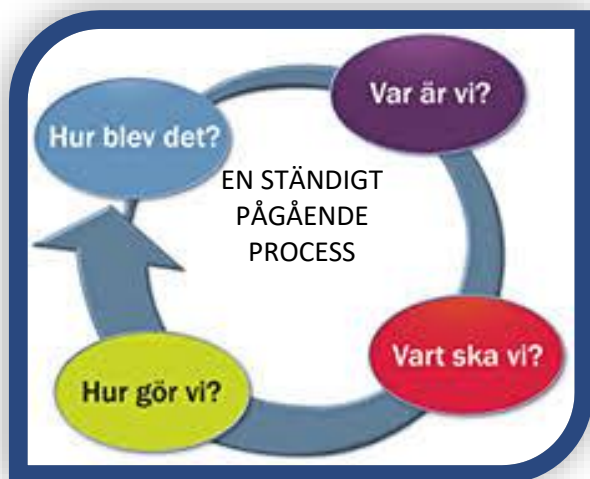 Var är vi?
Hur blev det?
EN STÄNDIGT
PÅGÅENDE
PROCESS
Vart ska vi?
Hur gör vi?